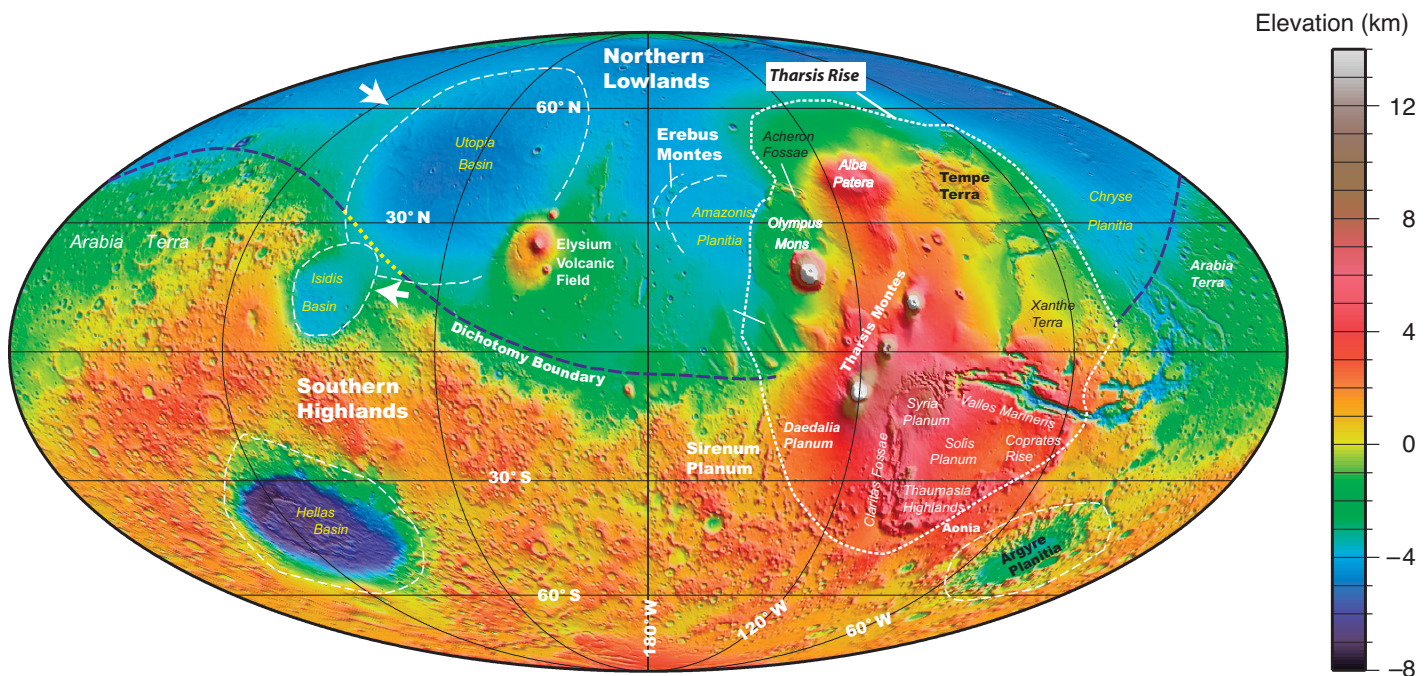 Elevation (km)
12
8
4
0
−4
−8
Northern
Lowlands
Tharsis Rise
60° N
Utopia
Basin
Erebus
Montes
Acheron
Fossae
Alba
Patera
Tempe
Terra
Chryse
Planitia
30° N
Amazonis
Planitia
Olympus
Mons
Arabia Terra
Elysium
Volcanic
Field
Isidis
Basin
Arabia
Terra
Tharsis Montes
Xanthe
Terra
Dichotomy Boundary
Southern
Highlands
Syria
Planum
Valles Marineris
Daedalia
Planum
Solis
Planum
Coprates
Rise
Sirenum
Planum
Claritas Fossae
30° S
Thaumasia
Highlands
Hellas
Basin
Aonia
Argyre
Planitia
60° S
180° W
120° W
60° W